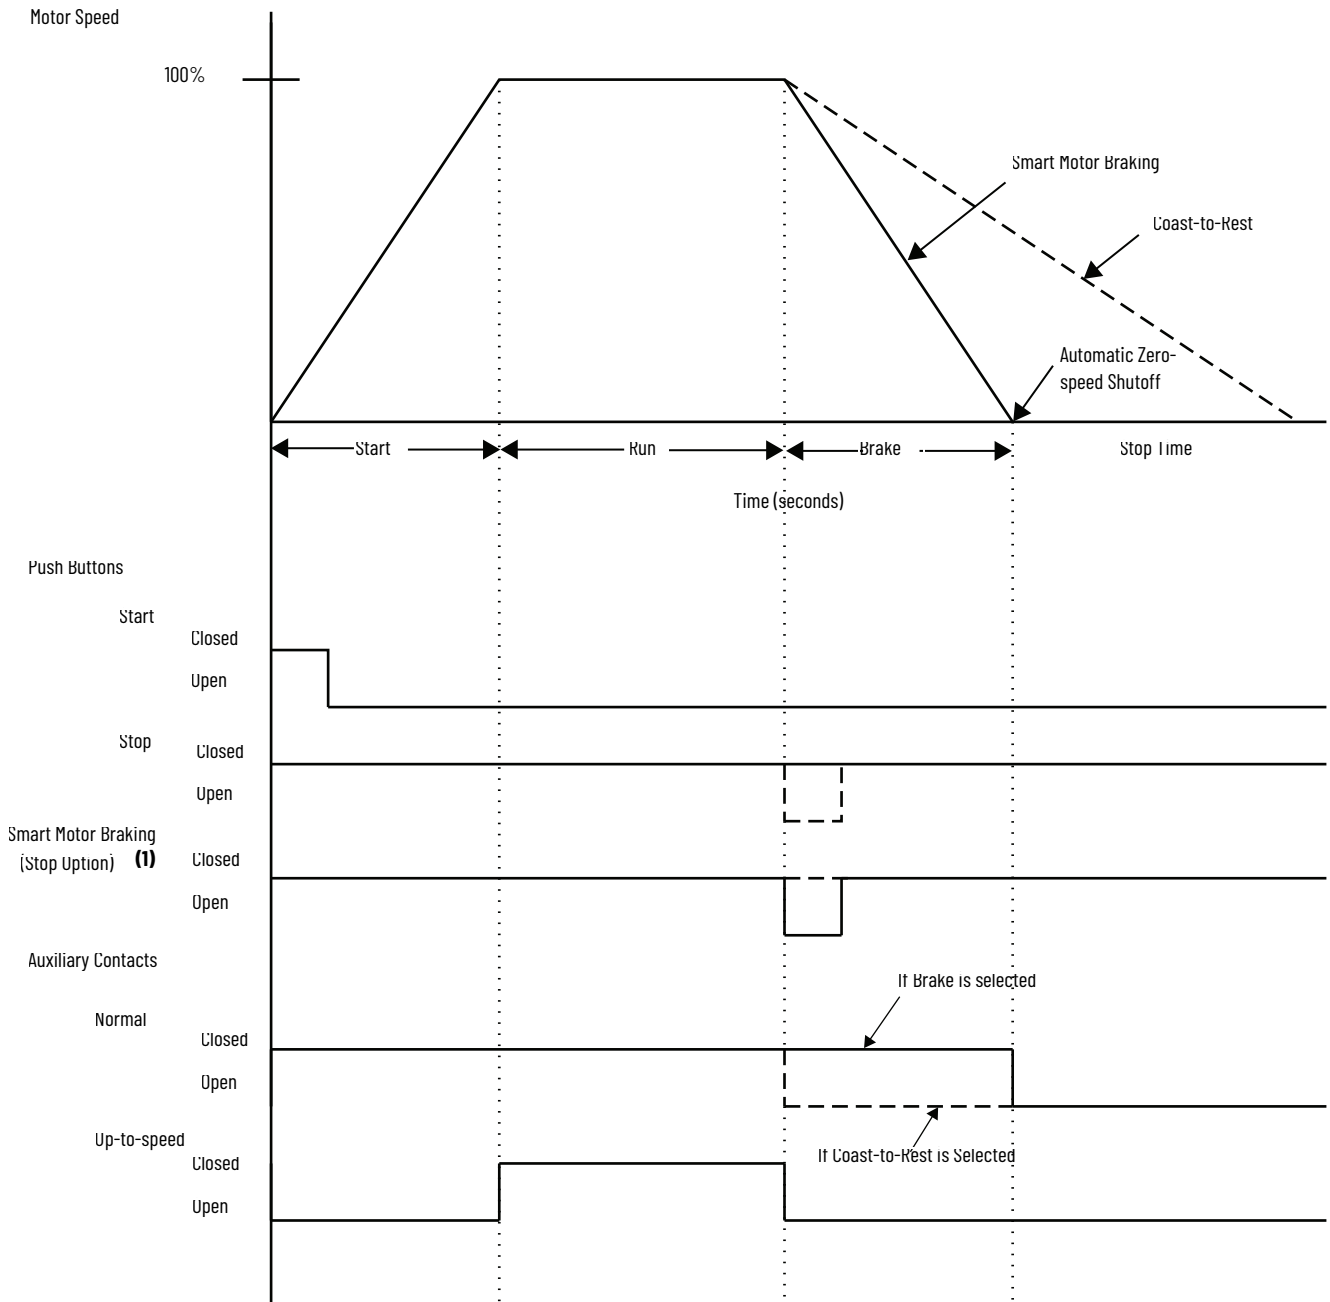 Motor Speed
100%
Smart Motor Braking
Coast-to-Rest
Automatic Zero-
speed Shutoff
Start
Run
Brake
Stop Time
Time (seconds)
Push Buttons
Start
Closed
Open
Stop
Closed
Open
Smart Motor Braking
(Stop Option) (1)
Closed
Open
Auxiliary Contacts
If Brake is selected
Normal
Closed
Open
Up-to-speed
If Coast-to-Rest is Selected
Closed
Open